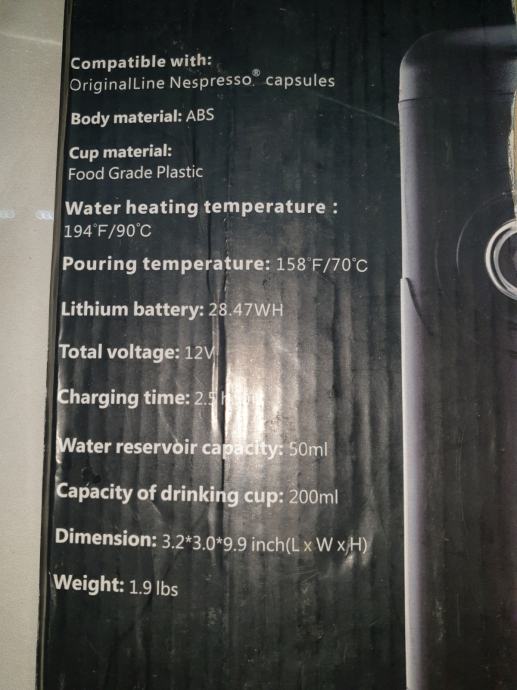 Compatible with:
OriginalLine Nespresso® capsules
Body material: ABS
Cup material:
Food Grade Plastic
Water heating temperature :
194°F/90°C
Pouring temperature: 158°F/70°C
Lithium battery: 28.47WH
Total voltage: 12V
Charging time: 2.5
Water reservoir capacity: 50ml
Capacity of drinking cup: 200ml
Dimension: 3.2*3.0*9.9 inch(L x W x H)
Weight: 1.9 lbs